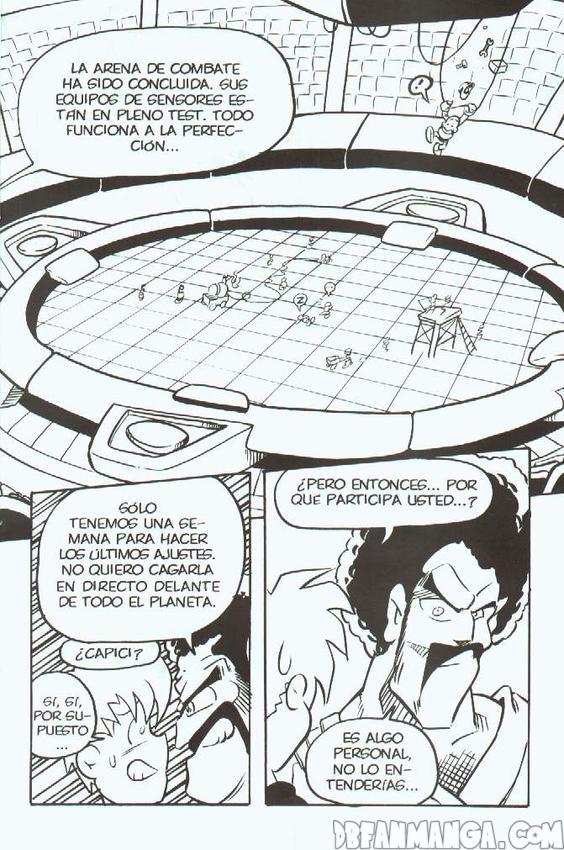 LA ARENA DE COMBATE
HA SIDO CONCLUIDA. SUS
EQUIPOS DE SENSORES ES-
TÁN EN PLENO TEST. TODO
FUNCIONA A LA PERFEC-
CIÓN...
!
2
SÓLO
TENEMOS UNA SE-
MANA PARA HACER
LOS ÚLTIMOS AJUSTES.
NO QUIERO CAGARLA
EN DIRECTO DELANTE
DE TODO EL PLANETA.
¿CAPICI?
SÍ, SÍ,
POR SU-
PUESTO
...
¿PERO ENTONCES... POR
QUE PARTICIPA USTED...?
ES ALGO
PERSONAL,
NO LO EN-
TENDERÍAS...
DBFANMANGA.COM